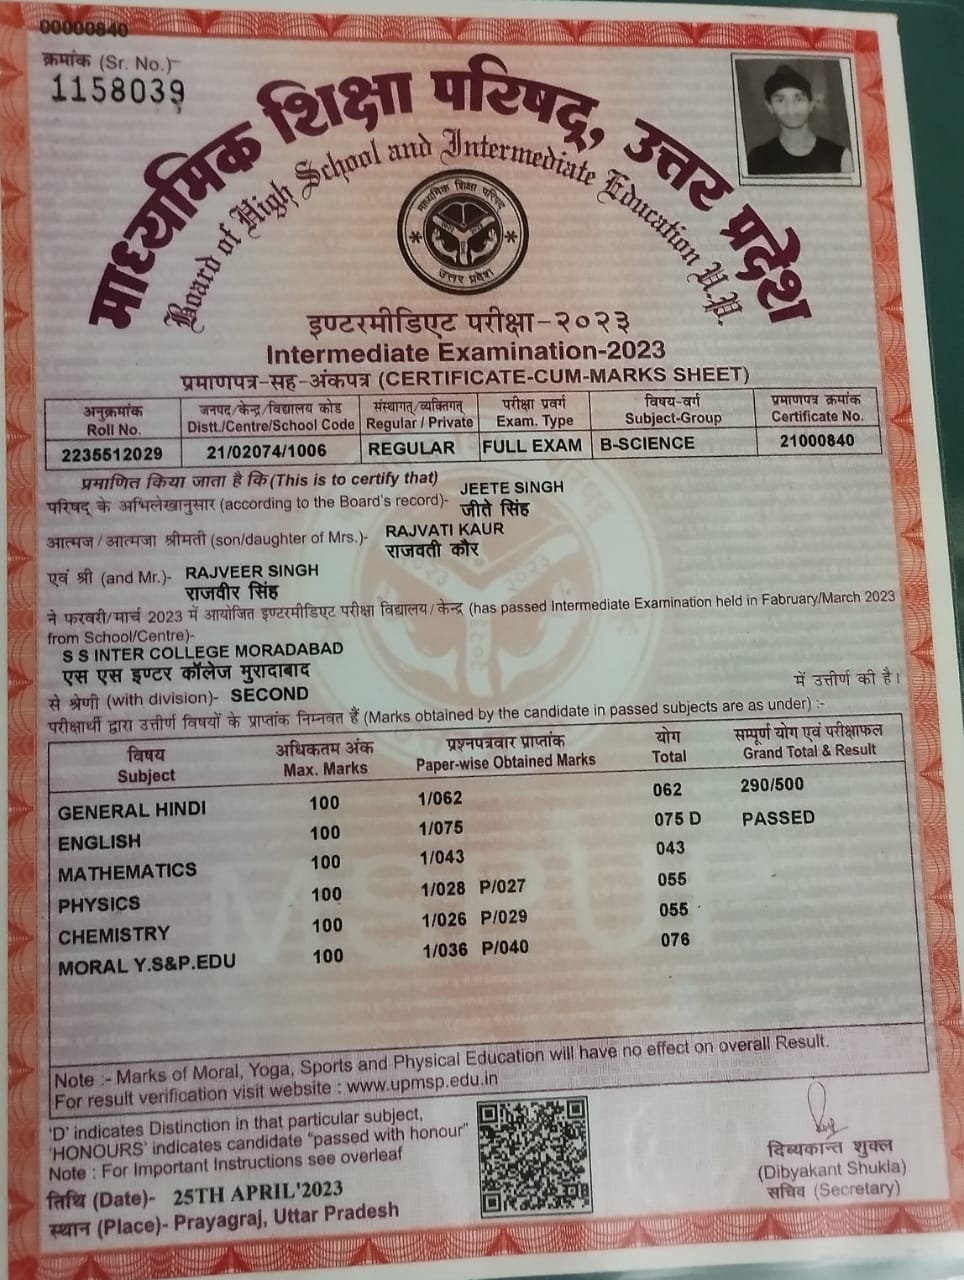 00000840
क्रमांक (Sr. No.)-
1158039
माध्यमिक शिक्षा परिषद्, उत्तर प्रदेश
Board of High School and Intermediate Education U.P.
माध्यमिक शिक्षा परिषद्
उत्तर प्रदेश
इण्टरमीडिएट परीक्षा-२०२३
Intermediate Examination-2023
प्रमाणपत्र-सह-अंकपत्र (CERTIFICATE-CUM-MARKS SHEET)
अनुक्रमांक जनपद/केन्द्र/विद्यालय कोड संस्थागत/व्यक्तिगत परीक्षा प्रवर्ग विषय-वर्ग प्रमाणपत्र क्रमांक
Roll No. Distt./Centre/School Code Regular / Private Exam. Type Subject-Group Certificate No.
2235512029 21/02074/1006 REGULAR FULL EXAM B-SCIENCE 21000840
प्रमाणित किया जाता है कि (This is to certify that)
परिषद् के अभिलेखानुसार (according to the Board's record)- JEETE SINGH
जीते सिंह
आत्मज/आत्मजा श्रीमती (son/daughter of Mrs.)- RAJVATI KAUR
राजवती कौर
एवं श्री (and Mr.)- RAJVEER SINGH
राजवीर सिंह
ने फरवरी/मार्च 2023 में आयोजित इण्टरमीडिएट परीक्षा विद्यालय/केन्द्र (has passed Intermediate Examination held in Fabruary/March 2023
from School/Centre)-
S S INTER COLLEGE MORADABAD
एस एस इण्टर कॉलेज मुरादाबाद
से श्रेणी (with division)- SECOND में उत्तीर्ण की है।
परीक्षार्थी द्वारा उत्तीर्ण विषयों के प्राप्तांक निम्नवत हैं (Marks obtained by the candidate in passed subjects are as under) :-
विषय अधिकतम अंक प्रश्नपत्रवार प्राप्तांक योग सम्पूर्ण योग एवं परीक्षाफल
Subject Max. Marks Paper-wise Obtained Marks Total Grand Total & Result
GENERAL HINDI 100 1/062 062 290/500
ENGLISH 100 1/075 075 D PASSED
MATHEMATICS 100 1/043 043
PHYSICS 100 1/028 P/027 055
CHEMISTRY 100 1/026 P/029 055
MORAL Y.S&P.EDU 100 1/036 P/040 076
Note :- Marks of Moral, Yoga, Sports and Physical Education will have no effect on overall Result.
For result verification visit website : www.upmsp.edu.in
'D' indicates Distinction in that particular subject,
'HONOURS' indicates candidate "passed with honour"
Note : For Important Instructions see overleaf
तिथि (Date)- 25TH APRIL'2023
स्थान (Place)- Prayagraj, Uttar Pradesh
दिब्यकान्त शुक्ल
(Dibyakant Shukla)
सचिव (Secretary)